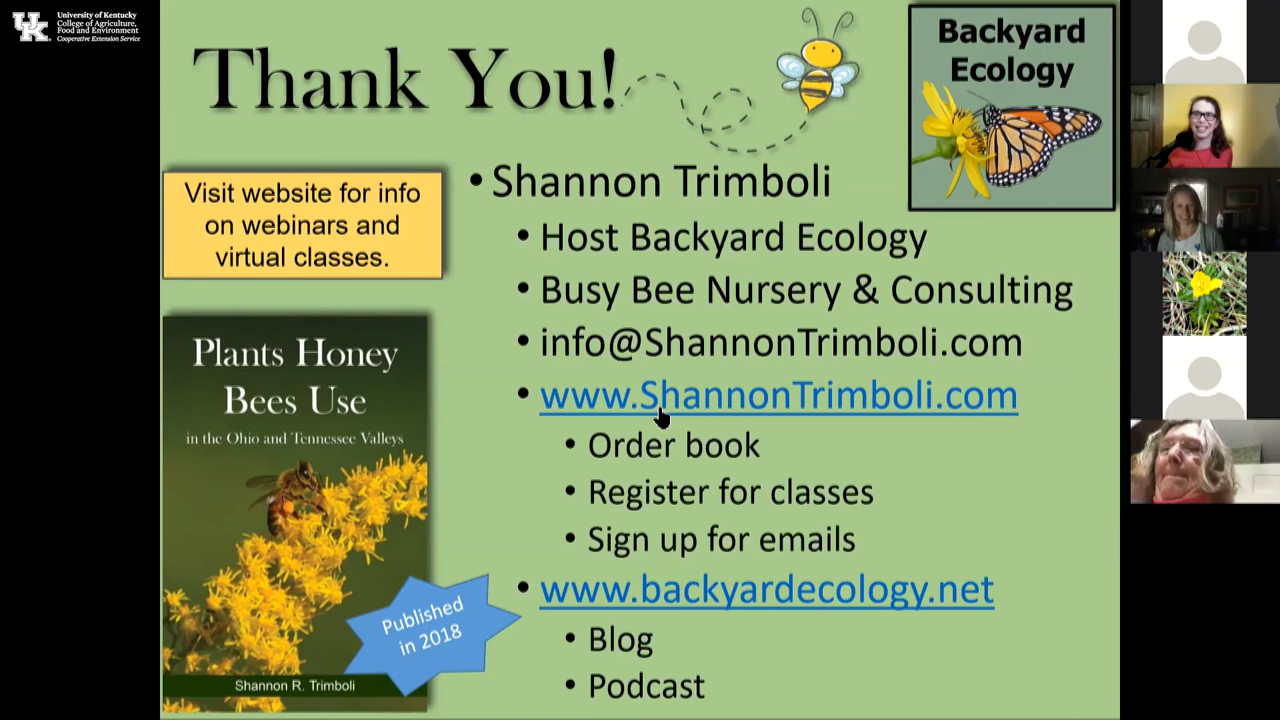 University of Kentucky
College of Agriculture,
Food and Environment
Cooperative Extension Service
UK
Thank You!
Backyard
Ecology
Visit website for info
on webinars and
virtual classes.
• Shannon Trimboli
• Host Backyard Ecology
• Busy Bee Nursery & Consulting
• info@ShannonTrimboli.com
• www.ShannonTrimboli.com
• Order book
• Register for classes
• Sign up for emails
• www.backyardecology.net
• Blog
• Podcast
Plants Honey
Bees Use
in the Ohio and Tennessee Valleys
Published
in 2018
Shannon R. Trimboli